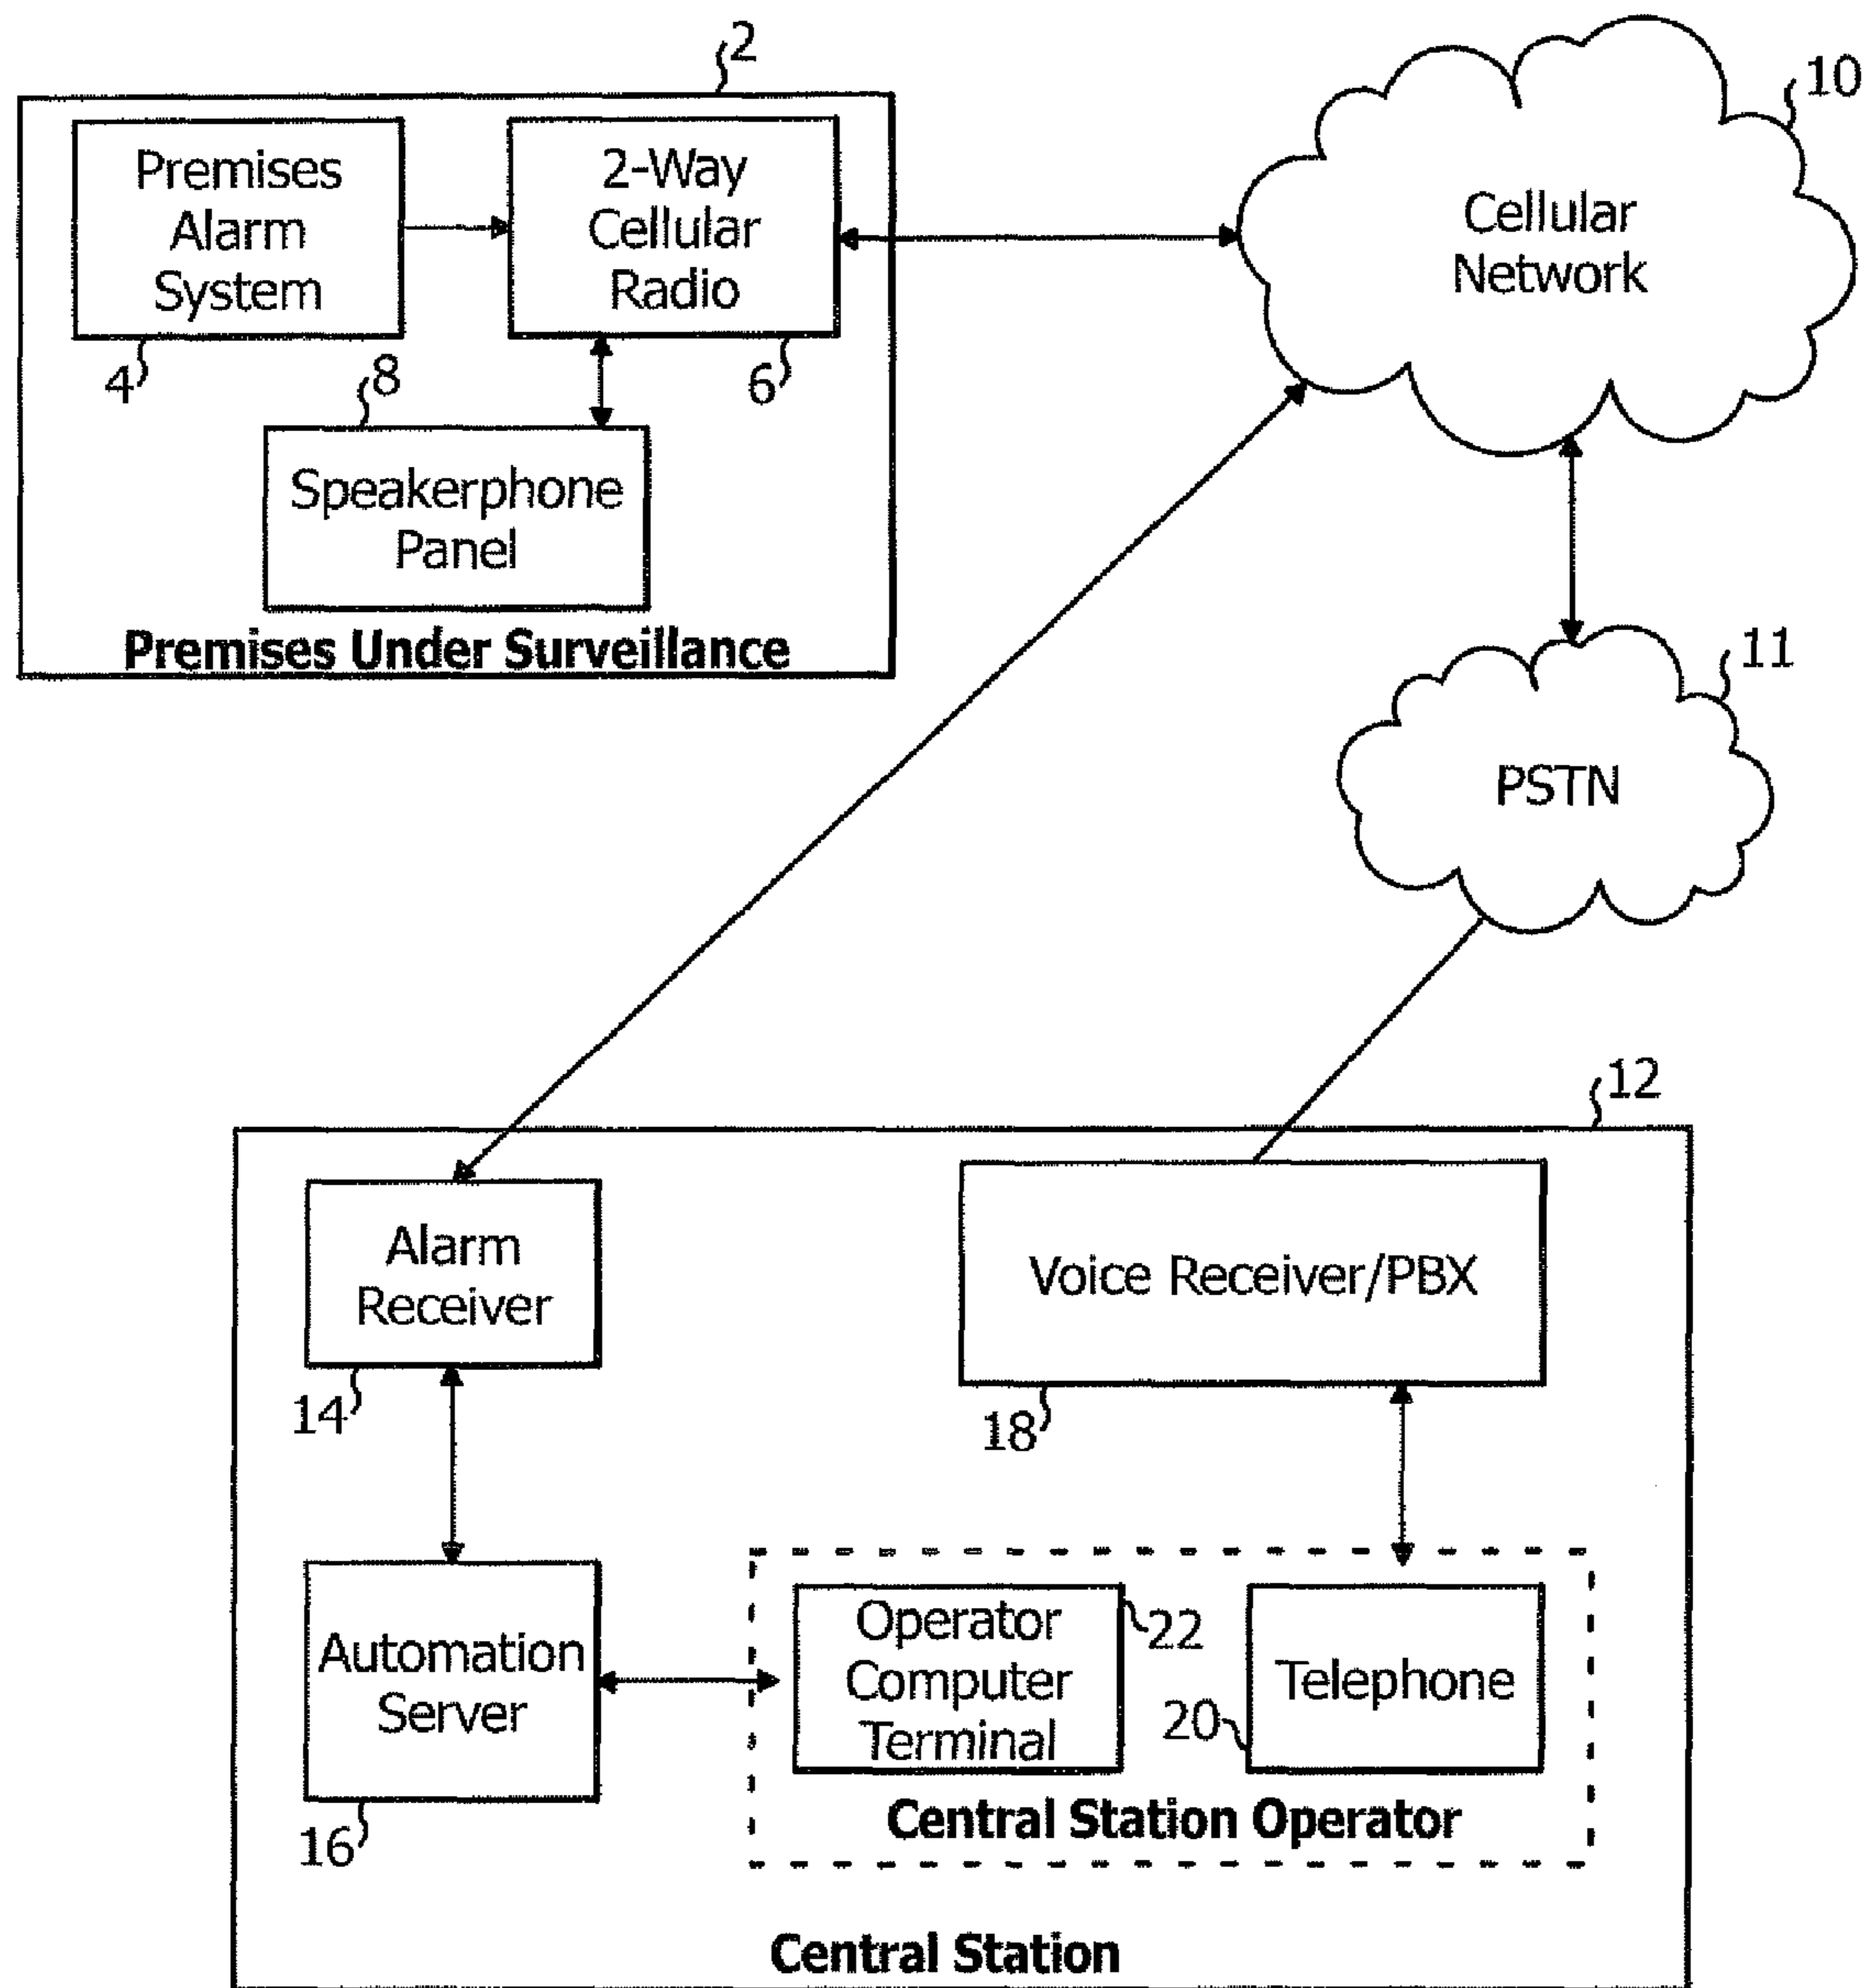 2
10
Premises
Alarm
System
2-Way
Cellular
Radio
Cellular
Network
4
8
6
Speakerphone
Panel
Premises Under Surveillance
11
PSTN
12
Alarm
Receiver
Voice Receiver/PBX
14
18
Automation
Server
Operator
Computer
Terminal
22
Telephone
20
Central Station Operator
16
Central Station